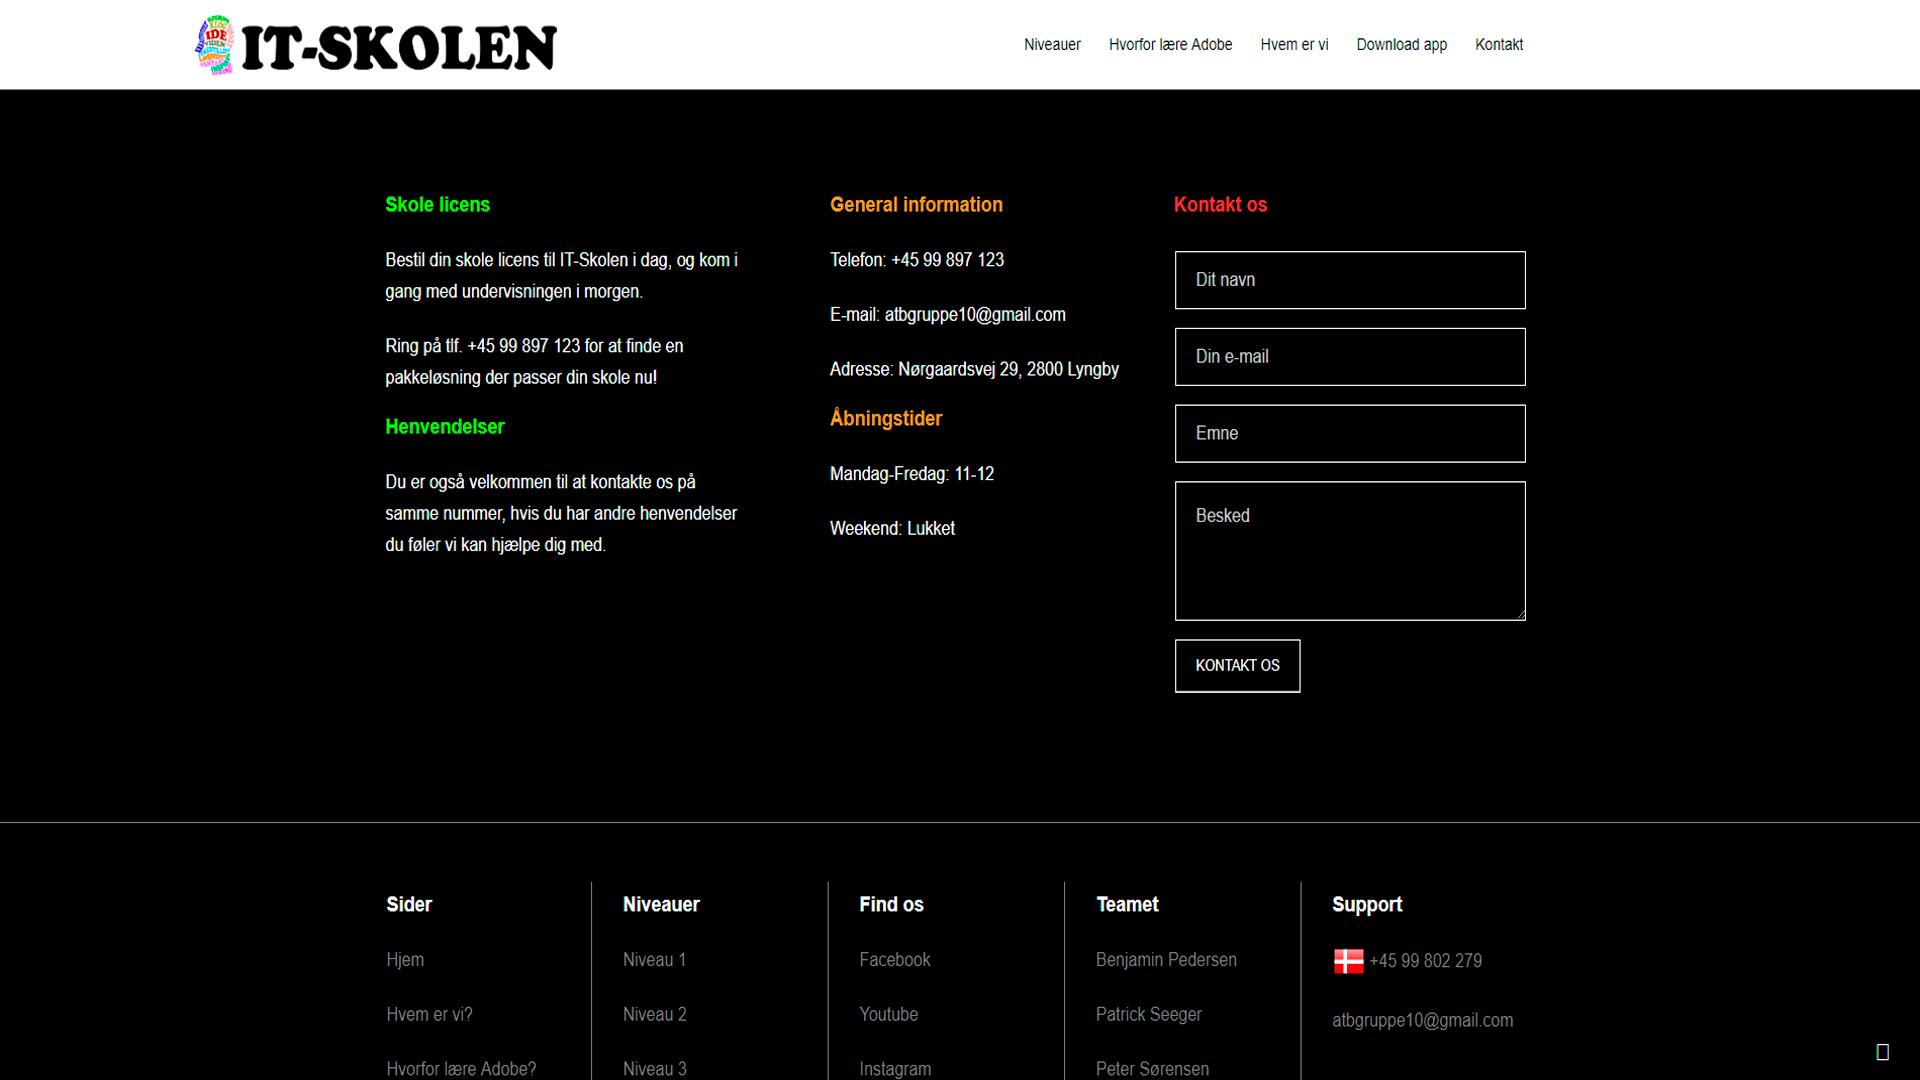 IDE
VIDEN
IT-SKOLEN
Niveauer
Hvorfor lære Adobe
Hvem er vi
Download app
Kontakt
Skole licens
Bestil din skole licens til IT-Skolen i dag, og kom i
gang med undervisningen i morgen.
Ring på tlf. +45 99 897 123 for at finde en
pakkeløsning der passer din skole nu!
Henvendelser
Du er også velkommen til at kontakte os på
samme nummer, hvis du har andre henvendelser
du føler vi kan hjælpe dig med.
General information
Telefon: +45 99 897 123
E-mail: atbgruppe10@gmail.com
Adresse: Nørgaardsvej 29, 2800 Lyngby
Åbningstider
Mandag-Fredag: 11-12
Weekend: Lukket
Kontakt os
Dit navn
Din e-mail
Emne
Besked
KONTAKT OS
Sider
Hjem
Hvem er vi?
Hvorfor lære Adobe?
Niveauer
Niveau 1
Niveau 2
Niveau 3
Find os
Facebook
Youtube
Instagram
Teamet
Benjamin Pedersen
Patrick Seeger
Peter Sørensen
Support
+45 99 802 279
atbgruppe10@gmail.com